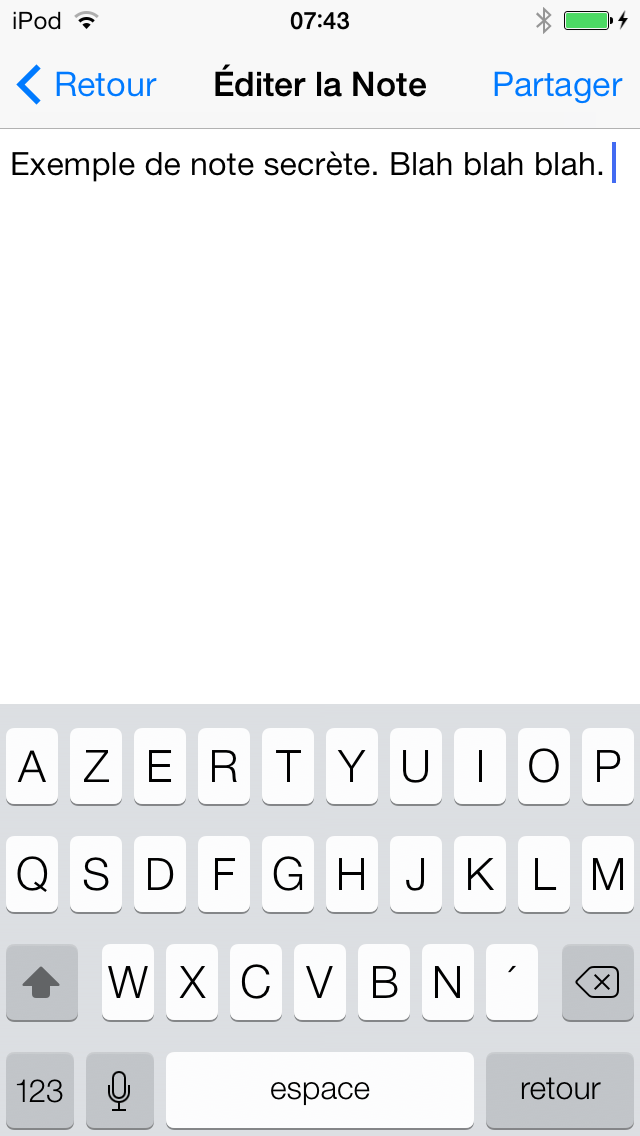 iPod 07:43
Retour Éditer la Note Partager
Exemple de note secrète. Blah blah blah.
A Z E R T Y U I O P
Q S D F G H J K L M
W X C V B N ´
123 espace retour